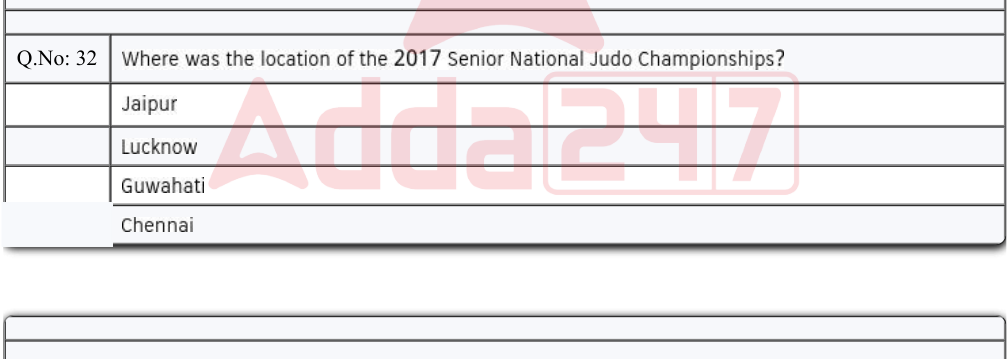 Q.No: 32 Where was the location of the 2017 Senior National Judo Championships?
Jaipur
Lucknow
Guwahati
Chennai
Adda247